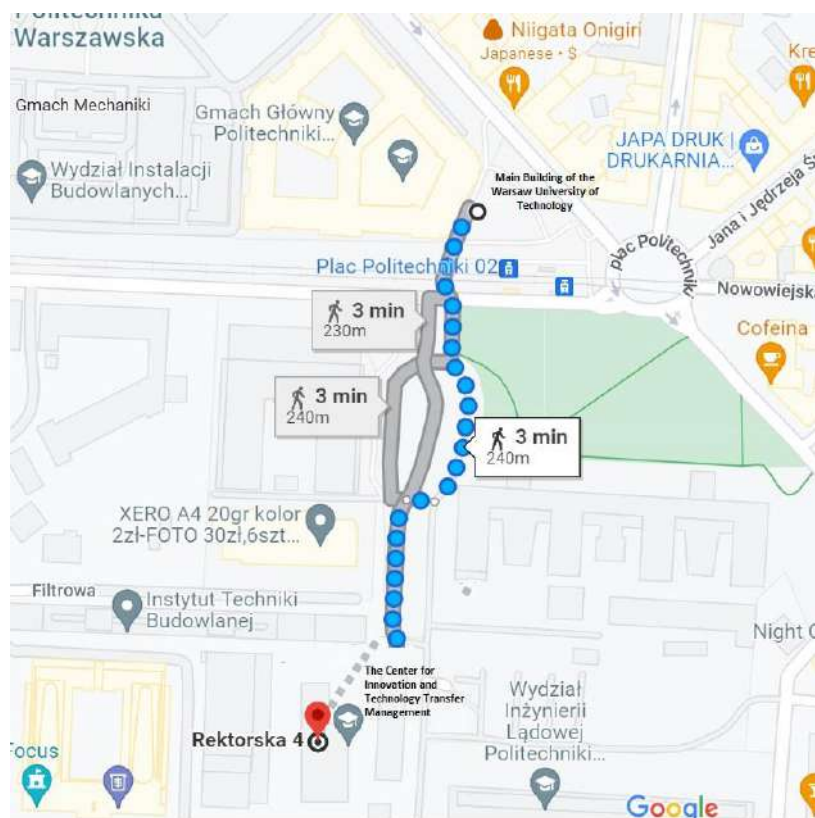 Politechnika
Warszawska
Niigata Onigiri
Japanese · $
Kre
Gmach Mechaniki
Gmach Główny
Politechniki...
JAPA DRUK |
DRUKARNIA...
Wydział Instalacji
Budowlanych...
Main Building of the
Warsaw University of
Technology
Jana i Jędrzeja Ś
plac Politechniki
Plac Politechniki 02
Nowowiejska
3 min
230m
Cofeina
3 min
240m
3 min
240m
XERO A4 20gr kolor
2zł-FOTO 30zł,6szt...
Filtrowa
Instytut Techniki
Budowlanej
Night C
The Center for
Innovation and
Technology Transfer
Management
Wydział
Inżynierii
Lądowej
Politechniki...
Rektorska 4
Focus
Google